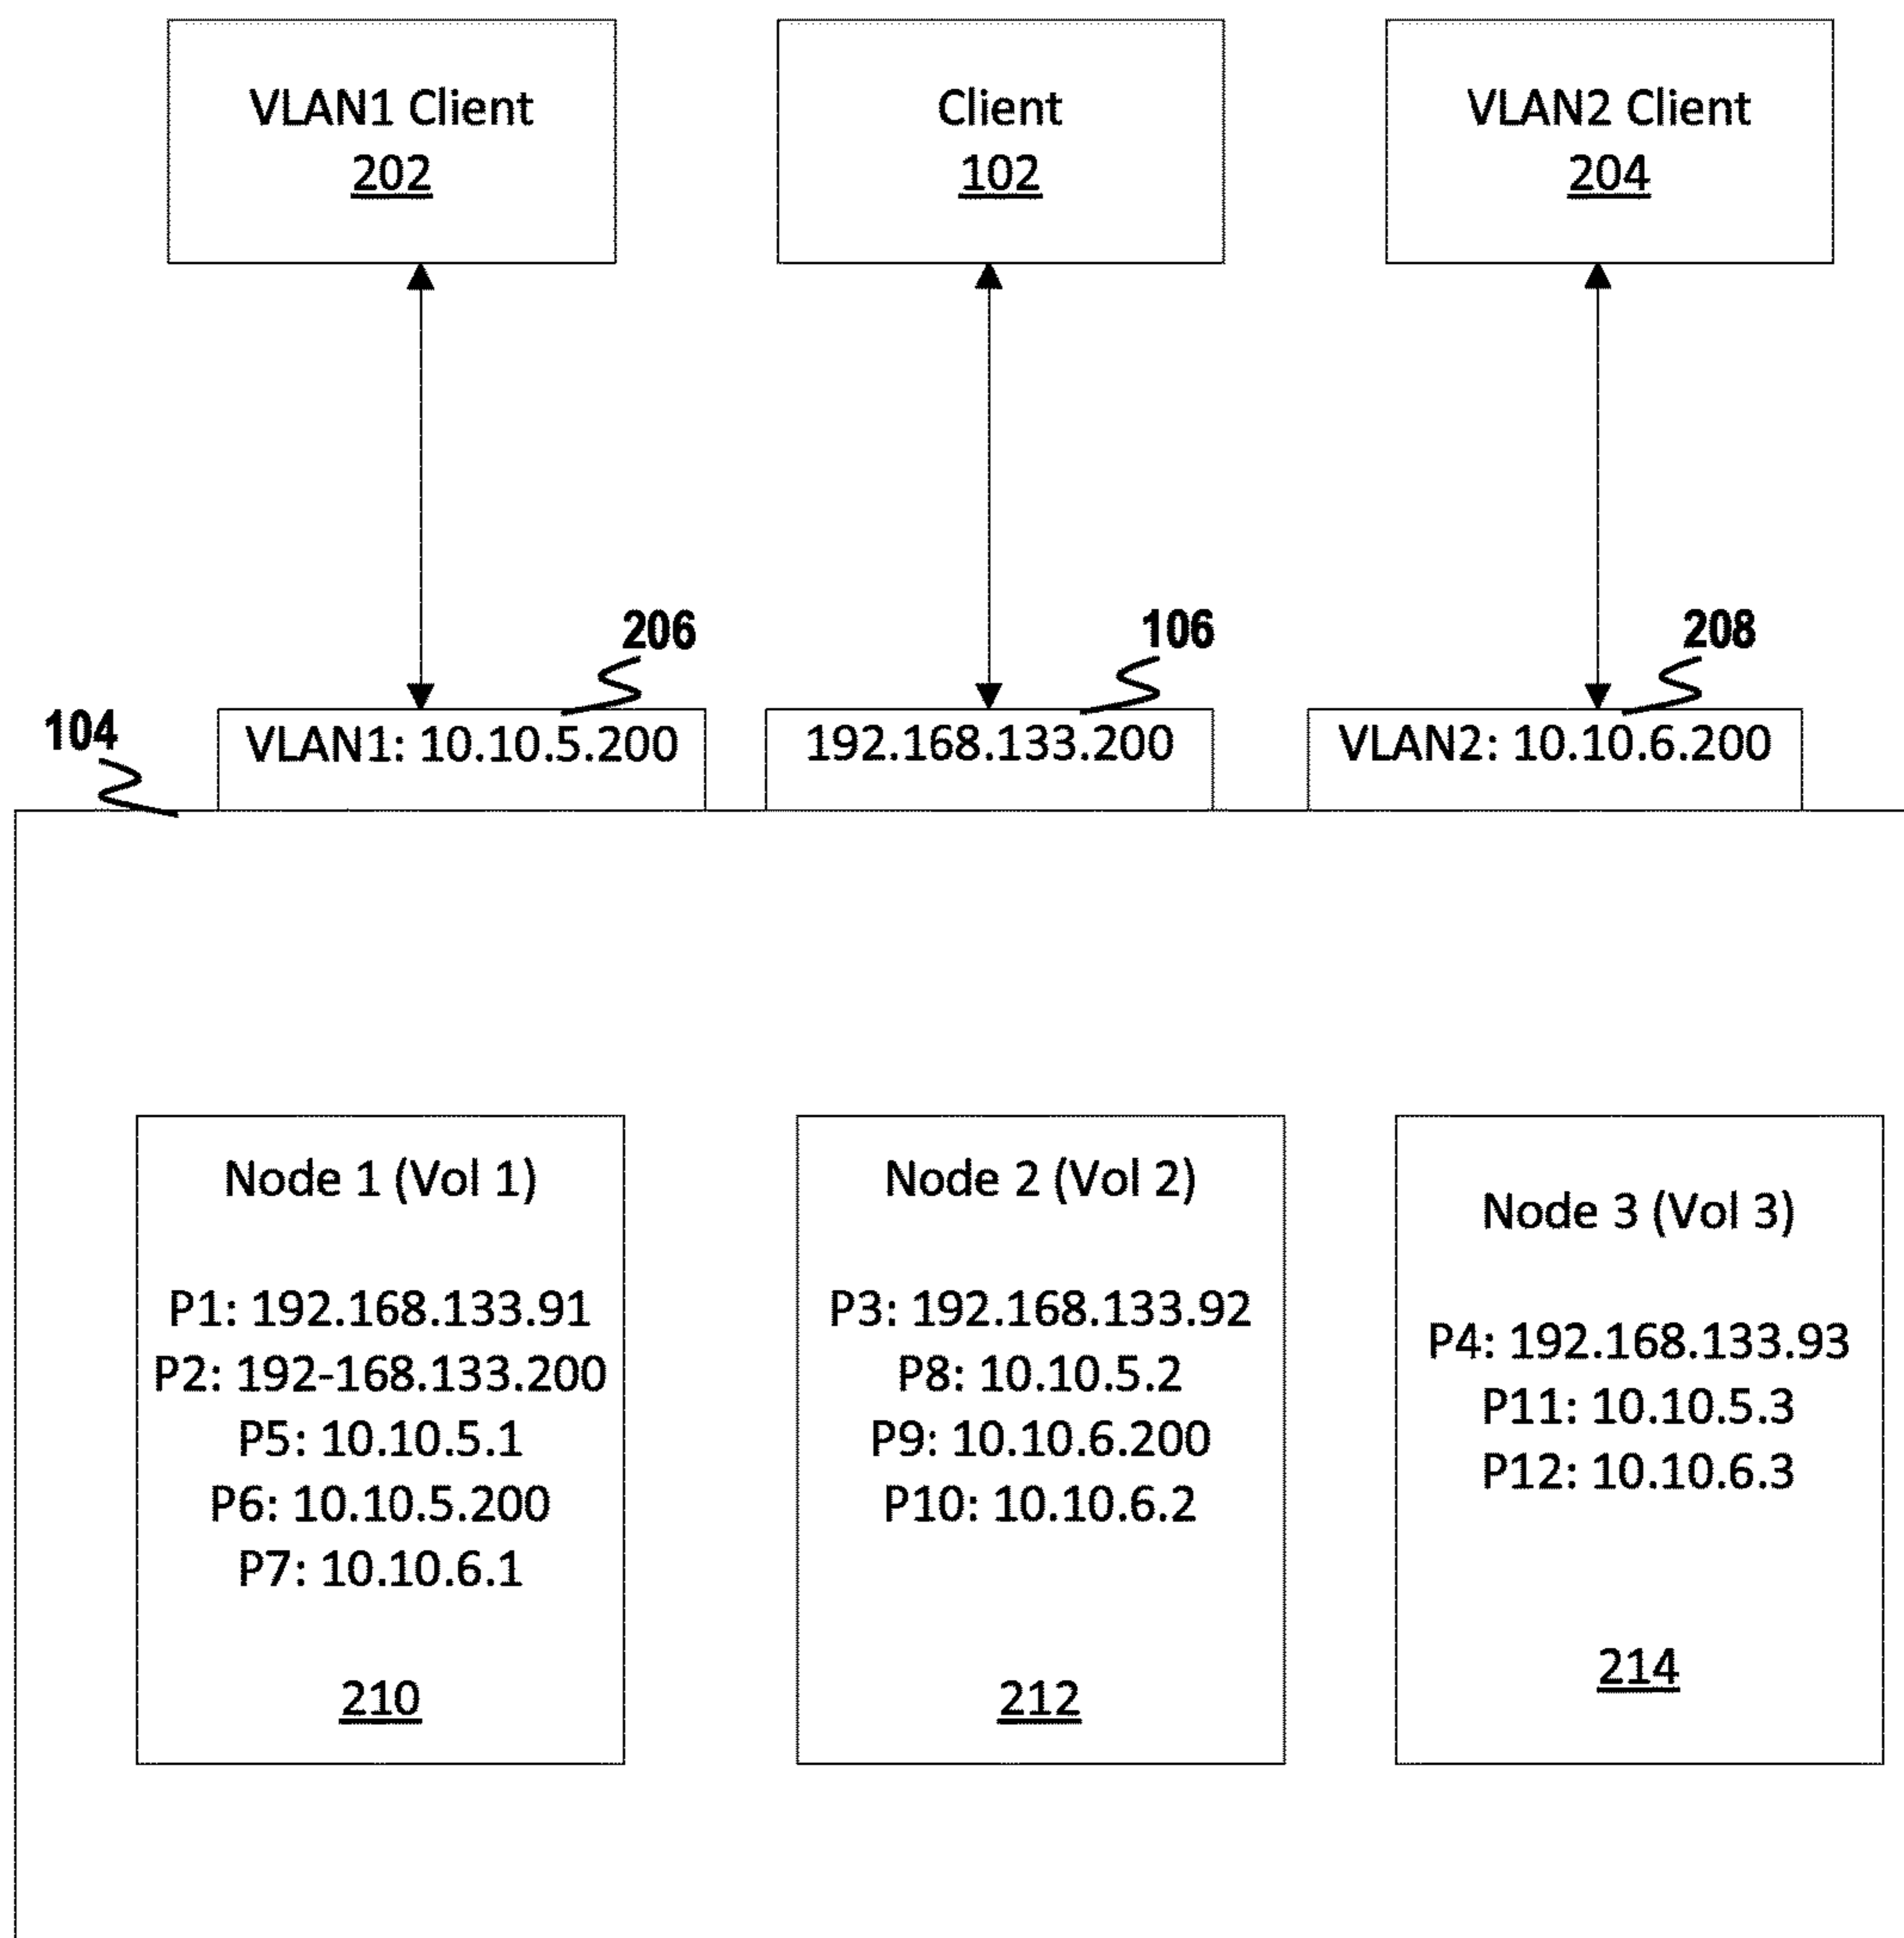 VLAN1 Client
202
Client
102
VLAN2 Client
204
206
106
208
104
VLAN1: 10.10.5.200
192.168.133.200
VLAN2: 10.10.6.200
Node 1 (Vol 1)
P1: 192.168.133.91
P2: 192-168.133.200
P5: 10.10.5.1
P6: 10.10.5.200
P7: 10.10.6.1
210
Node 2 (Vol 2)
P3: 192.168.133.92
P8: 10.10.5.2
P9: 10.10.6.200
P10: 10.10.6.2
212
Node 3 (Vol 3)
P4: 192.168.133.93
P11: 10.10.5.3
P12: 10.10.6.3
214